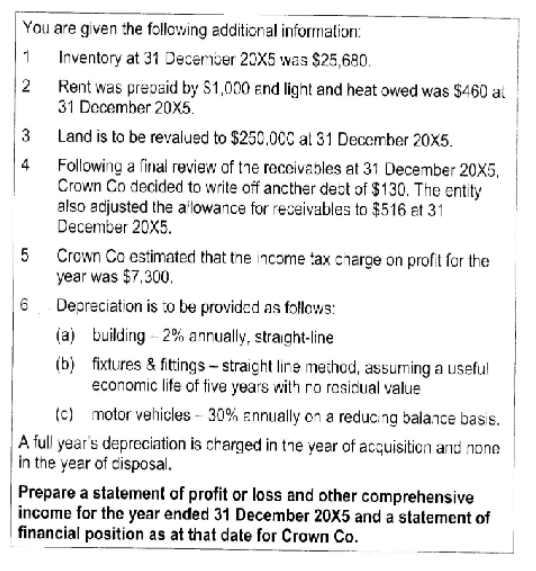 You are given the following additional information:
1 Inventory at 31 December 20X5 was $25,680.
2 Rent was prepaid by $1,000 and light and heat owed was $460 at
31 December 20X5.
3 Land is to be revalued to $250,000 at 31 December 20X5.
4 Following a final review of the receivables at 31 December 20X5,
Crown Co decided to write off another debt of $130. The entity
also adjusted the allowance for receivables to $516 at 31
December 20X5.
5 Crown Co estimated that the income tax charge on profit for the
year was $7,300.
6 Depreciation is to be provided as follows:
(a) building – 2% annually, straight-line
(b) fixtures & fittings – straight line method, assuming a useful
economic life of five years with no residual value
(c) motor vehicles – 30% annually on a reducing balance basis.
A full year's depreciation is charged in the year of acquisition and none
in the year of disposal.
Prepare a statement of profit or loss and other comprehensive
income for the year ended 31 December 20X5 and a statement of
financial position as at that date for Crown Co.